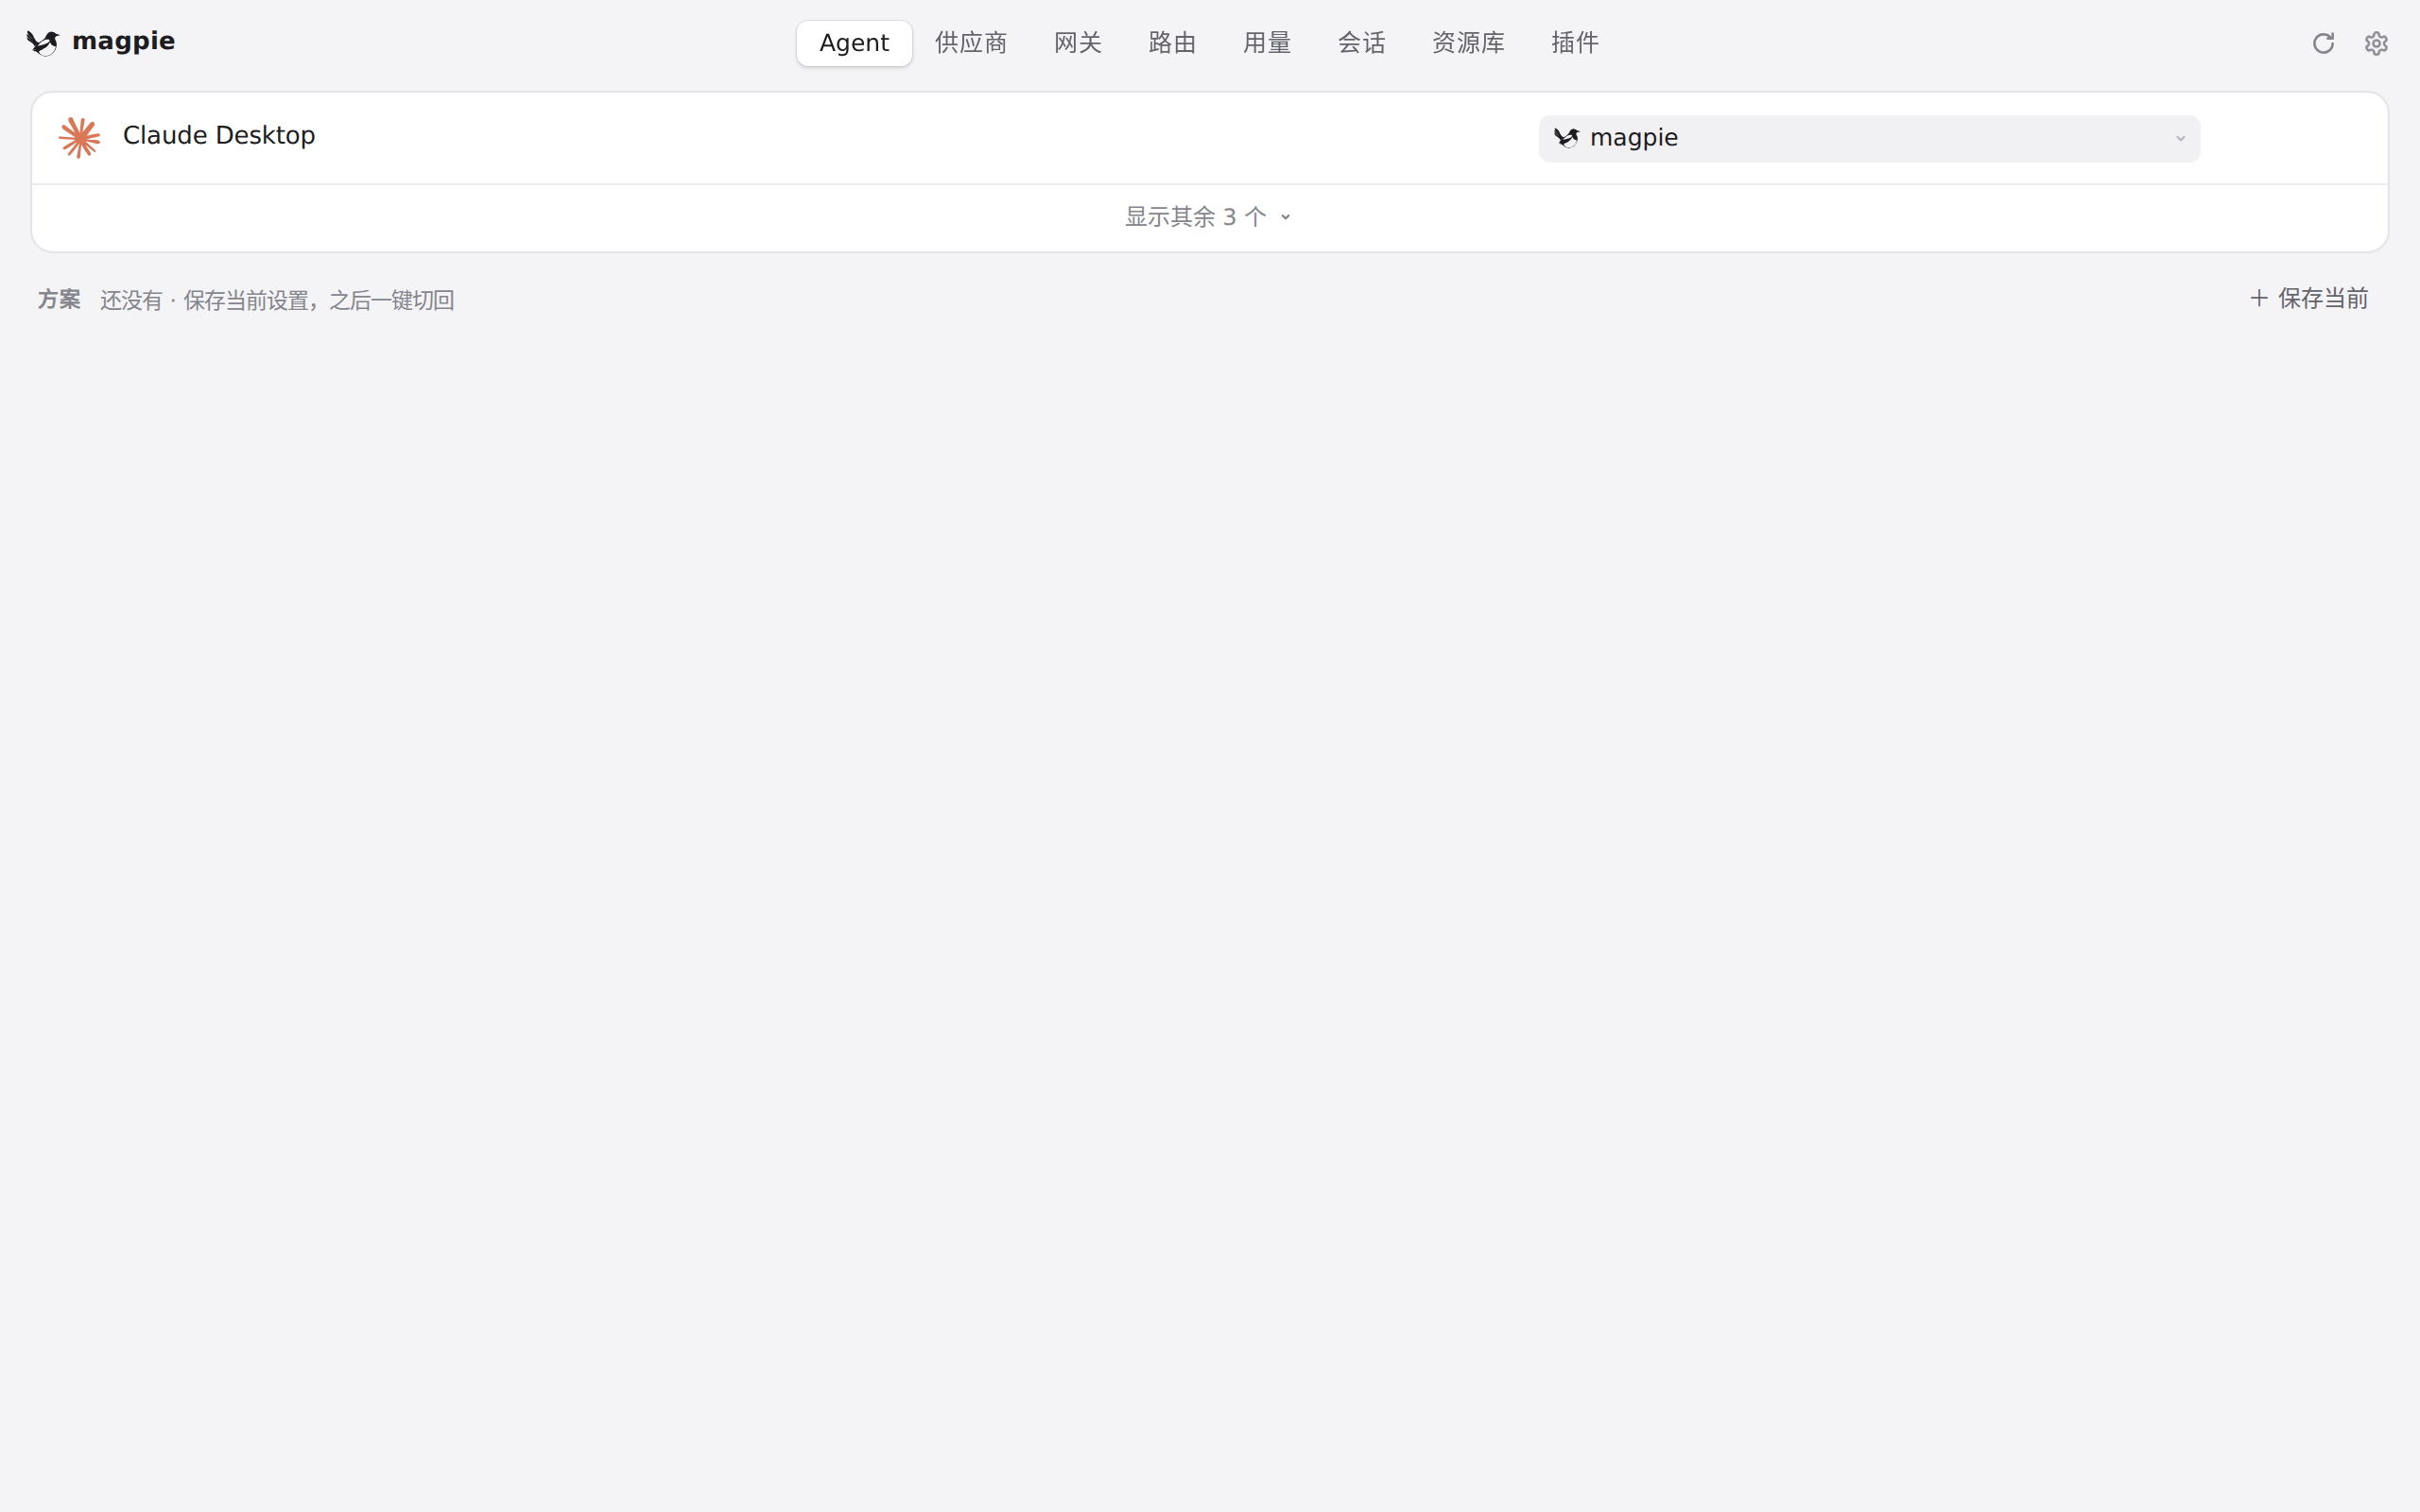 magpie
Agent 供应商 网关 路由 用量 会话 资源库 插件
Claude Desktop
magpie
显示其余 3 个
方案 还没有 · 保存当前设置，之后一键切回
保存当前